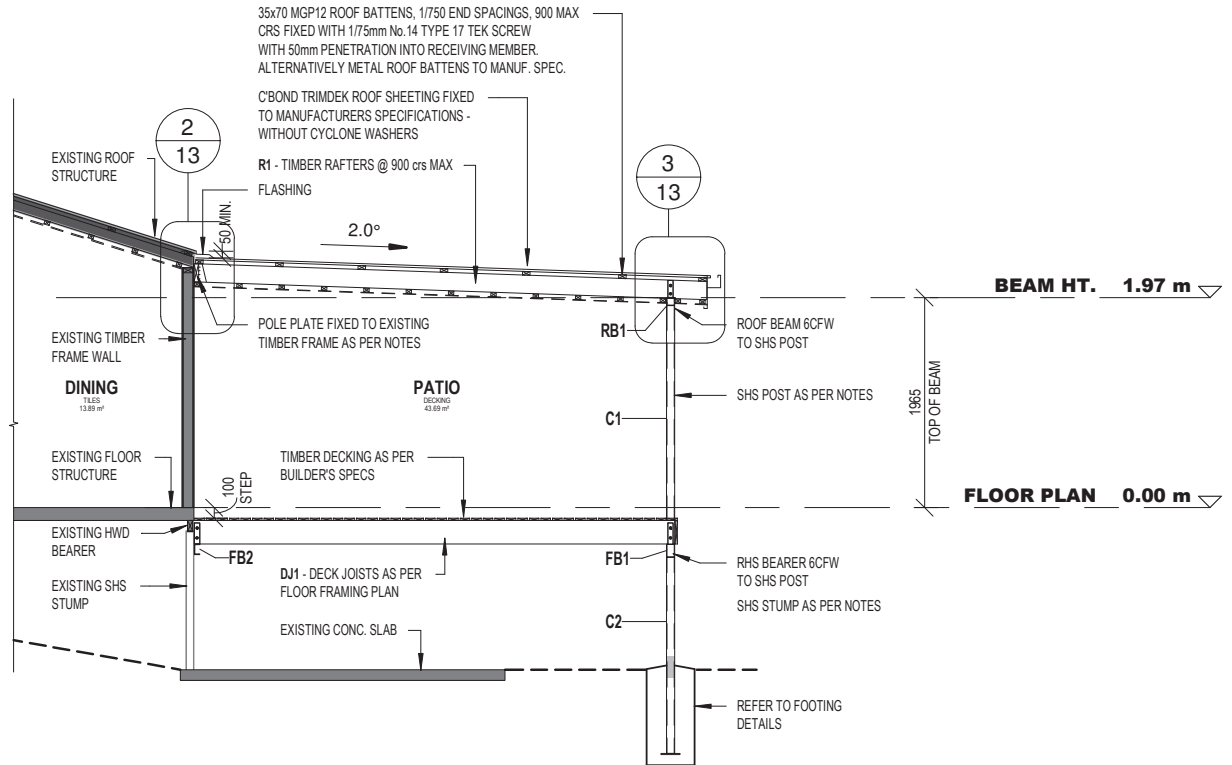 35x70 MGP12 ROOF BATTENS, 1/750 END SPACINGS, 900 MAX
CRS FIXED WITH 1/75mm No.14 TYPE 17 TEK SCREW
WITH 50mm PENETRATION INTO RECEIVING MEMBER.
ALTERNATIVELY METAL ROOF BATTENS TO MANUF. SPEC.
C'BOND TRIMDEK ROOF SHEETING FIXED
TO MANUFACTURERS SPECIFICATIONS -
WITHOUT CYCLONE WASHERS
2
13
3
13
EXISTING ROOF
STRUCTURE
R1 - TIMBER RAFTERS @ 900 crs MAX
FLASHING
50 MIN.
2.0°
BEAM HT. 1.97 m
POLE PLATE FIXED TO EXISTING
TIMBER FRAME AS PER NOTES
RB1
ROOF BEAM 6CFW
TO SHS POST
EXISTING TIMBER
FRAME WALL
DINING
TILES
13.89 m²
PATIO
DECKING
43.69 m²
SHS POST AS PER NOTES
1965
TOP OF BEAM
C1
EXISTING FLOOR
STRUCTURE
100
STEP
TIMBER DECKING AS PER
BUILDER'S SPECS
FLOOR PLAN 0.00 m
EXISTING HWD
BEARER
FB2
FB1
RHS BEARER 6CFW
TO SHS POST
DJ1 - DECK JOISTS AS PER
FLOOR FRAMING PLAN
EXISTING SHS
STUMP
SHS STUMP AS PER NOTES
C2
EXISTING CONC. SLAB
REFER TO FOOTING
DETAILS